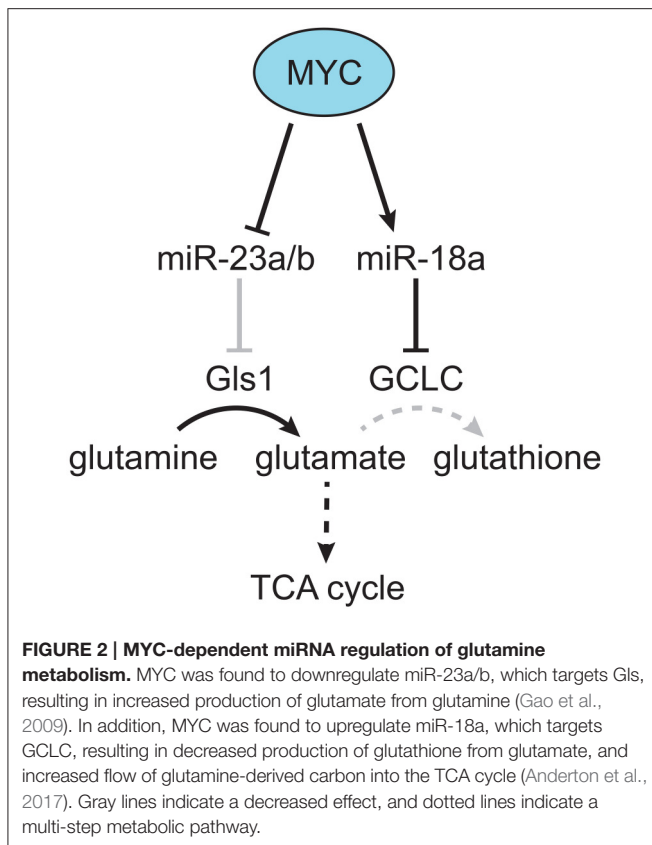 MYC
miR-23a/b miR-18a
Gls1 GCLC
glutamine glutamate glutathione
TCA cycle
FIGURE 2 | MYC-dependent miRNA regulation of glutamine
metabolism. MYC was found to downregulate miR-23a/b, which targets Gls,
resulting in increased production of glutamate from glutamine (Gao et al.,
2009). In addition, MYC was found to upregulate miR-18a, which targets
GCLC, resulting in decreased production of glutathione from glutamate, and
increased flow of glutamine-derived carbon into the TCA cycle (Anderton et al.,
2017). Gray lines indicate a decreased effect, and dotted lines indicate a
multi-step metabolic pathway.